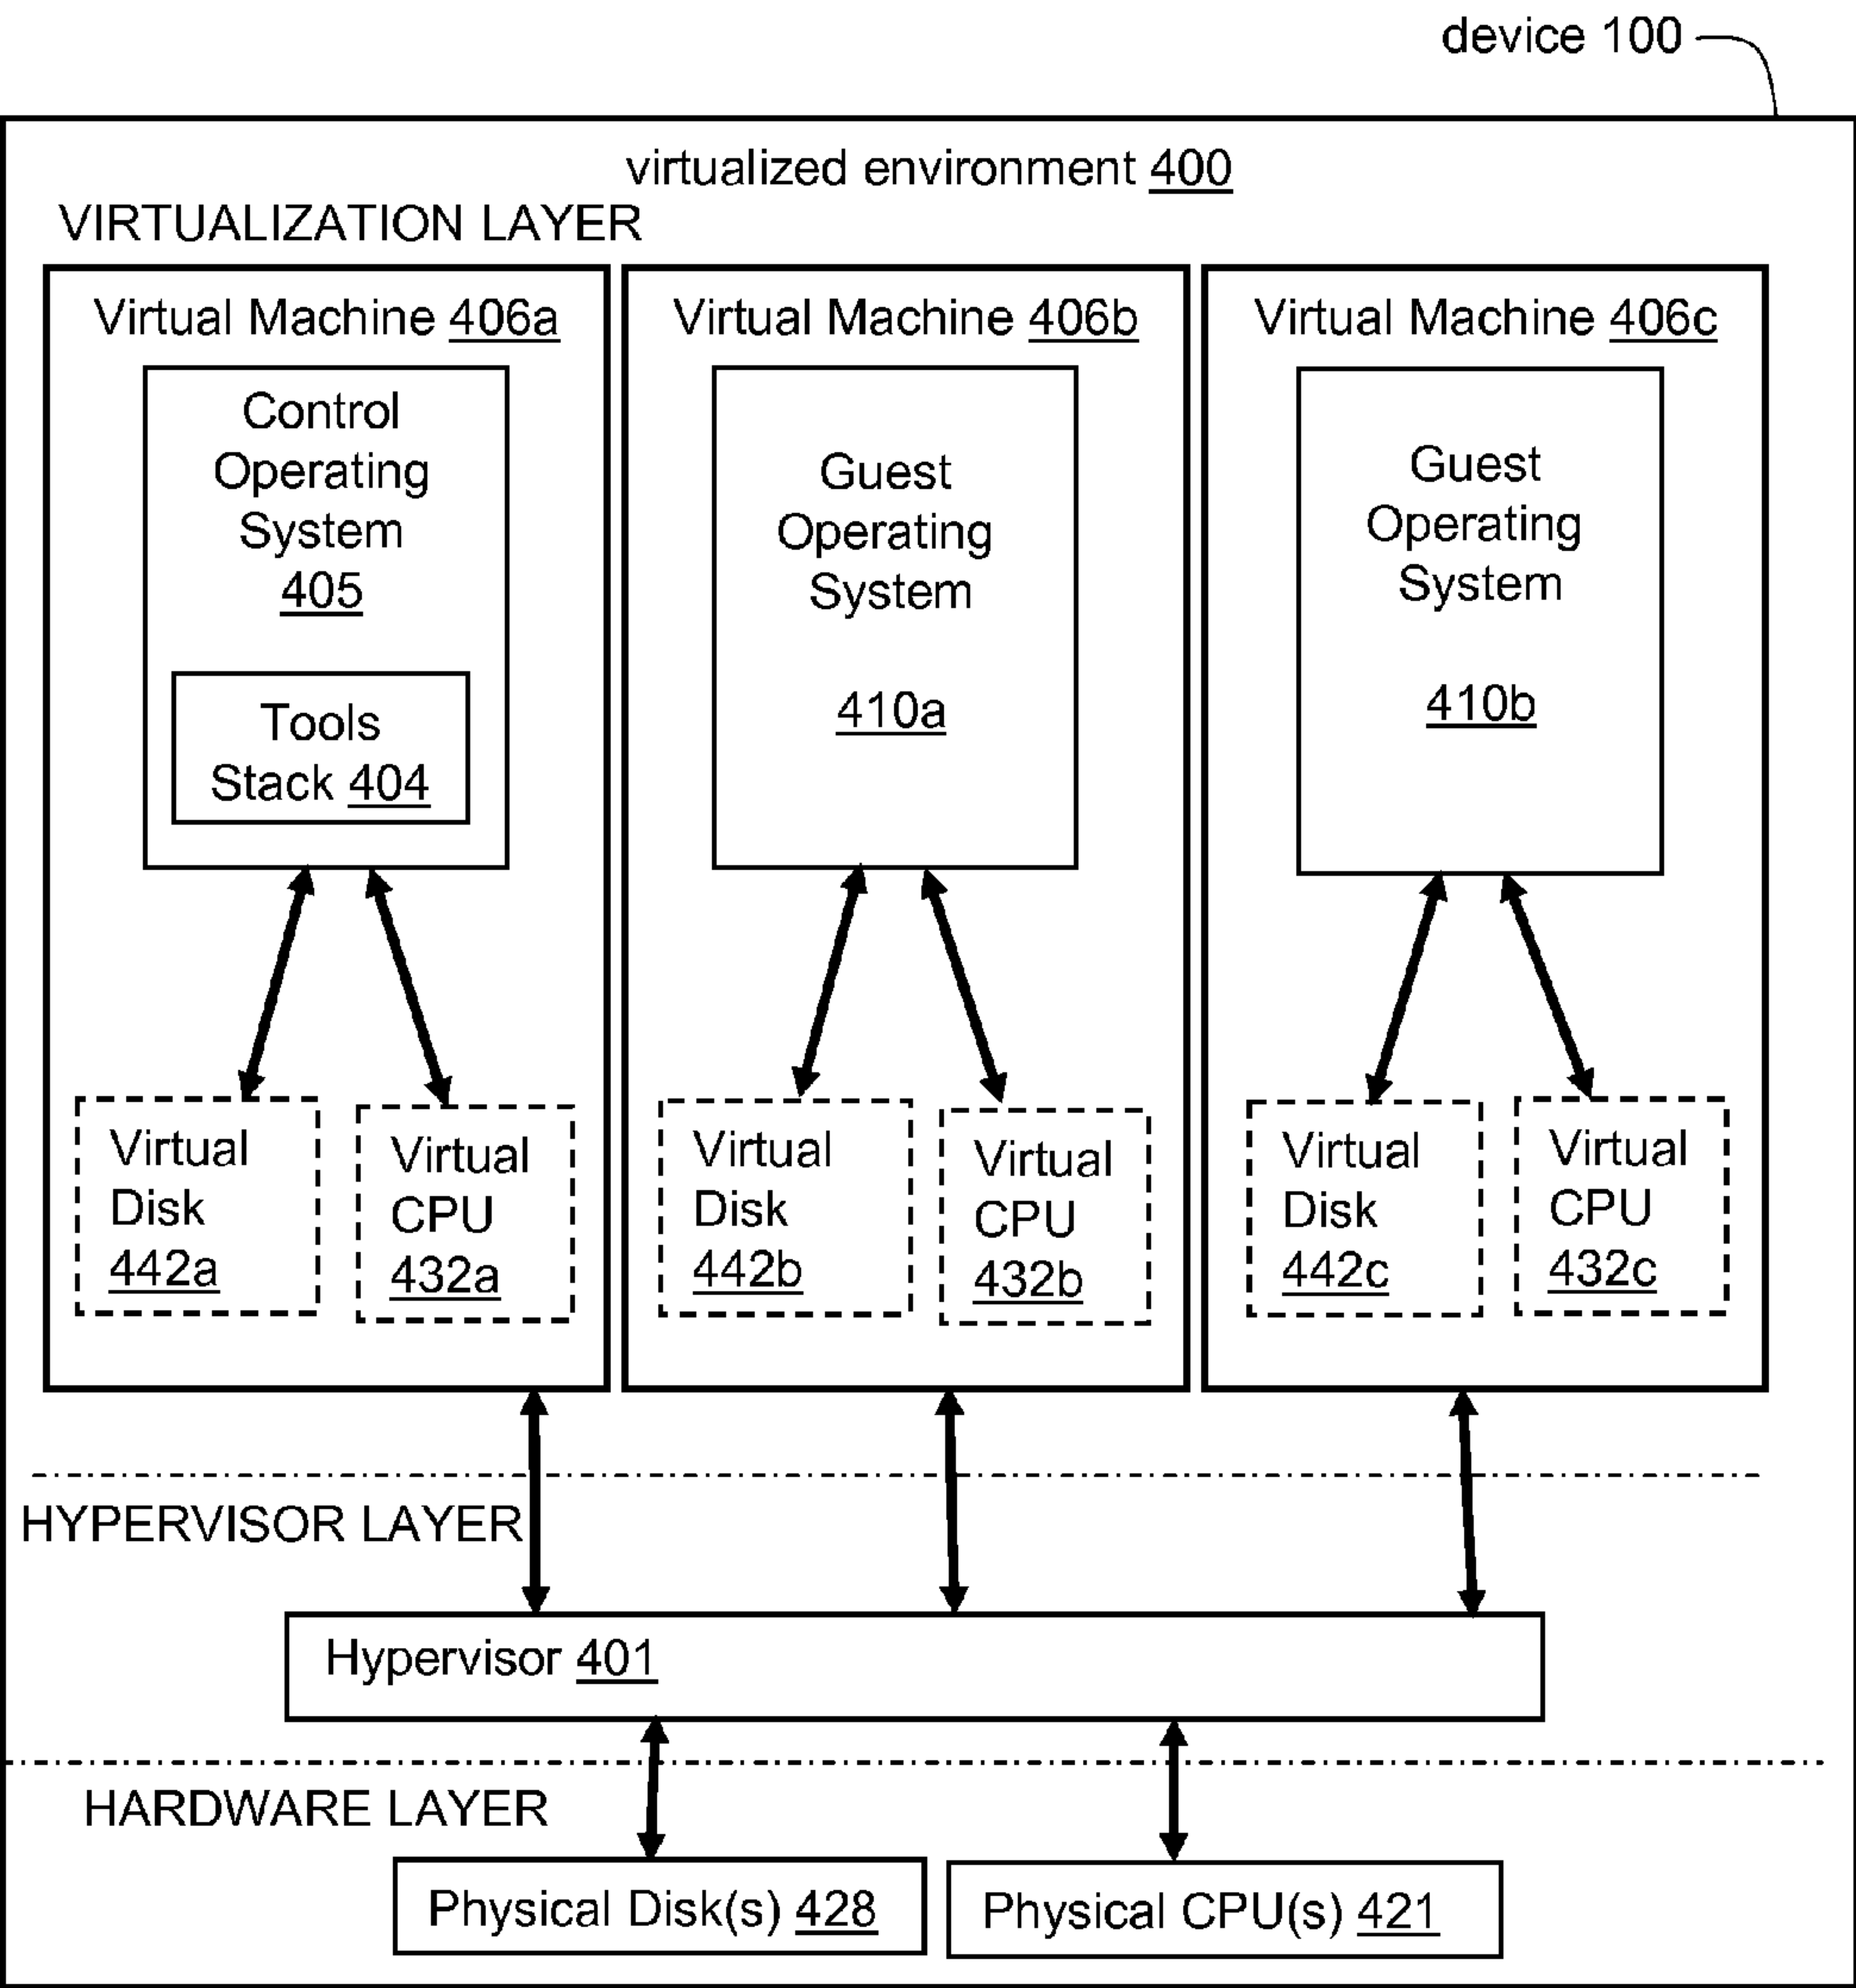 device 100
virtualized environment 400
VIRTUALIZATION LAYER
Virtual Machine 406a
Control
Operating
System
405
Tools
Stack 404
Virtual
Disk
442a
Virtual
CPU
432a
Virtual Machine 406b
Guest
Operating
System
410a
Virtual
Disk
442b
Virtual
CPU
432b
Virtual Machine 406c
Guest
Operating
System
410b
Virtual
Disk
442c
Virtual
CPU
432c
HYPERVISOR LAYER
Hypervisor 401
HARDWARE LAYER
Physical Disk(s) 428
Physical CPU(s) 421